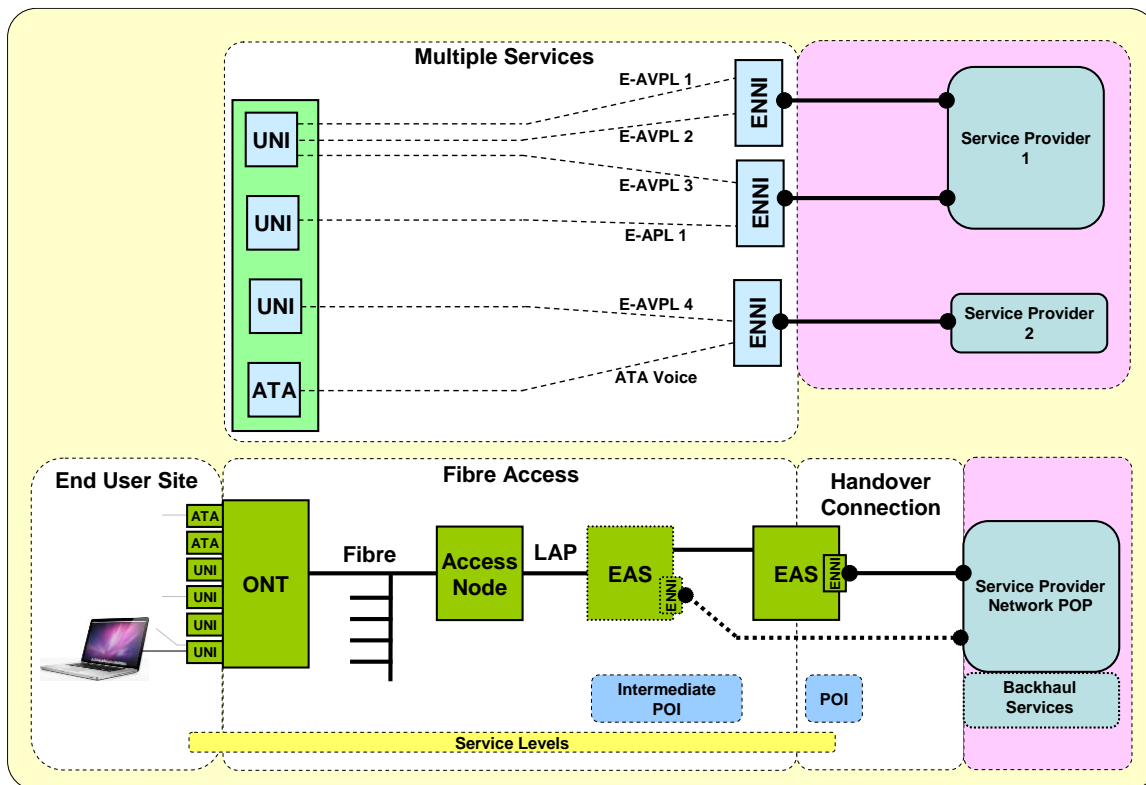 Multiple Services
E-AVPL 1
E-AVPL 2
E-AVPL 3
E-APL 1
E-AVPL 4
ATA Voice
UNI
UNI
UNI
ATA
ENNI
ENNI
ENNI
Service Provider
1
Service Provider
2
End User Site
Fibre Access
Handover
Connection
ATA
ATA
UNI
UNI
UNI
UNI
ONT
Fibre
Access
Node
LAP
EAS
ENNI
EAS
ENNI
Service Provider
Network POP
Intermediate
POI
POI
Backhaul
Services
Service Levels